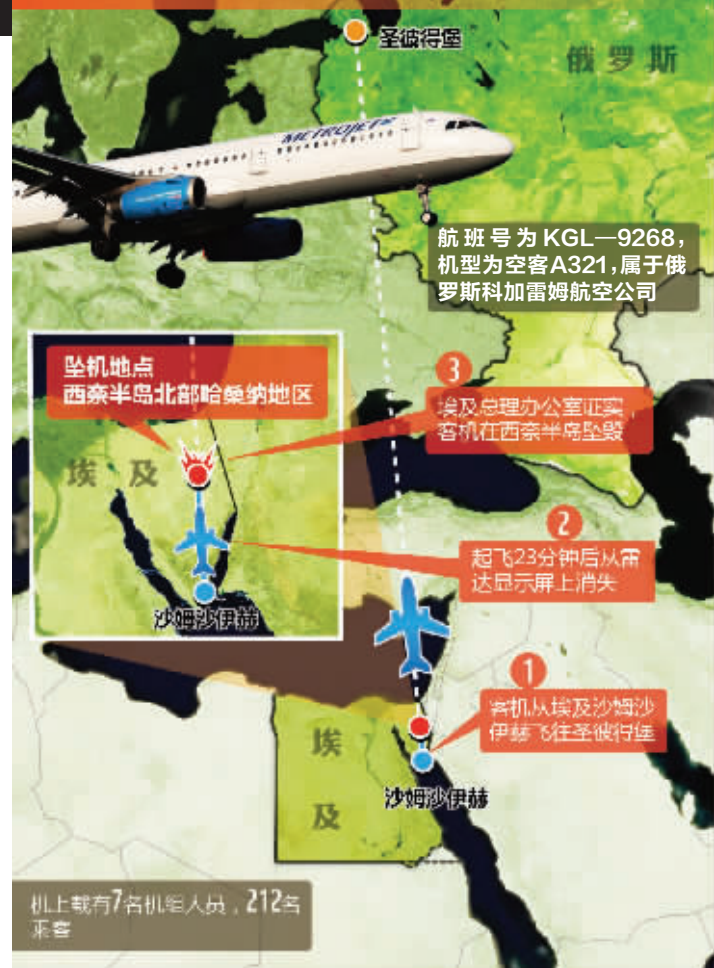 圣彼得堡
俄罗斯
METROJET
航班号为KGL—9268，
机型为空客A321，属于俄
罗斯科加雷姆航空公司
坠机地点
西奈半岛北部哈桑纳地区
3
埃及总理办公室证实，
客机在西奈半岛坠毁
埃及
沙姆沙伊赫
2
起飞23分钟后从雷
达显示屏上消失
1
客机从埃及沙姆沙
伊赫飞往圣彼得堡
埃
及
沙姆沙伊赫
机上载有7名机组人员，212名
乘客